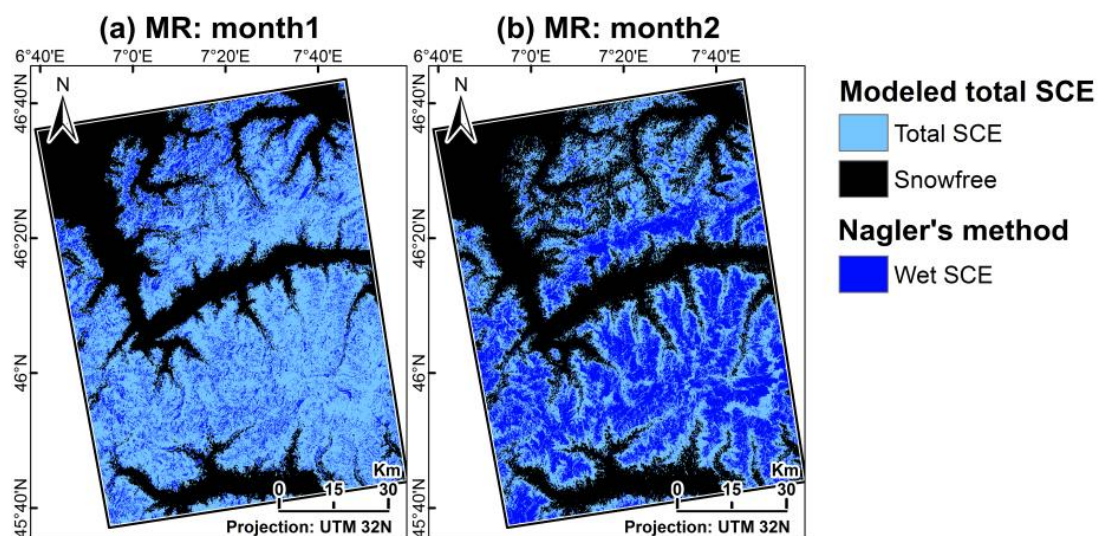 (a) MR: month1
(b) MR: month2
6°40'E 7°0'E 7°20'E 7°40'E
6°40'E 7°0'E 7°20'E 7°40'E
N
N
46°40'N
46°20'N
46°N
45°40'N
46°40'N
46°20'N
46°N
45°40'N
Km
0 15 30
Projection: UTM 32N
Km
0 15 30
Projection: UTM 32N
Modeled total SCE
Total SCE
Snowfree
Nagler's method
Wet SCE